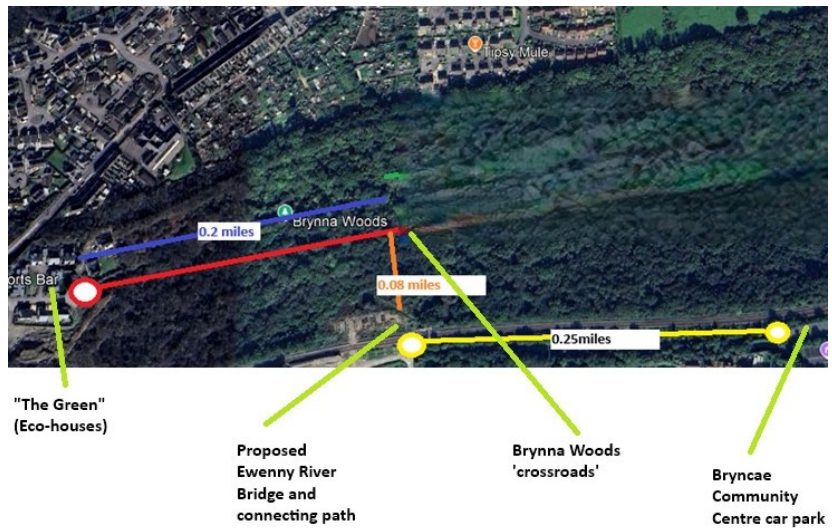 Tipsy Mule
Brynna Woods
0.2 miles
orts Bar
0.08 miles
0.25miles
"The Green"
(Eco-houses)
Proposed
Ewenny River
Bridge and
connecting path
Brynna Woods
'crossroads'
Bryncae
Community
Centre car park